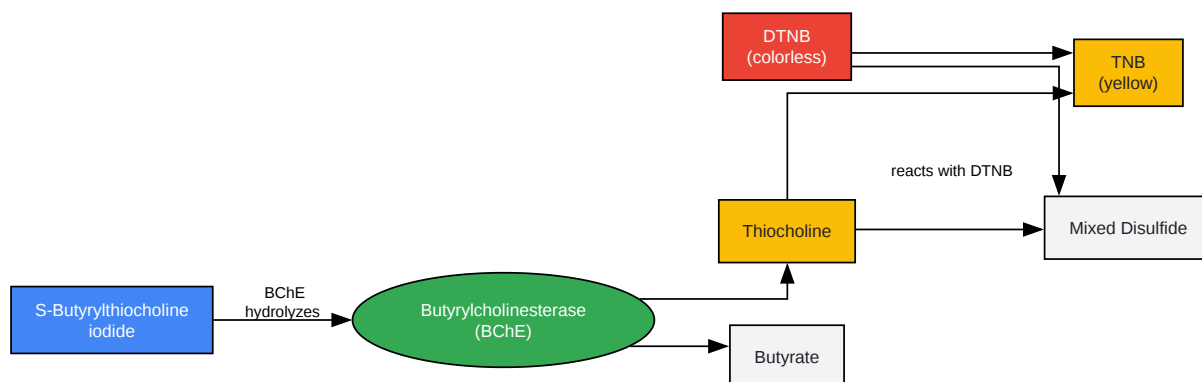 DTNB
(colorless)
TNB
(yellow)
reacts with DTNB
Thiocholine
Mixed Disulfide
S-Butyrylthiocholine
iodide
BChE
hydrolyzes
Butyrylcholinesterase
(BChE)
Butyrate